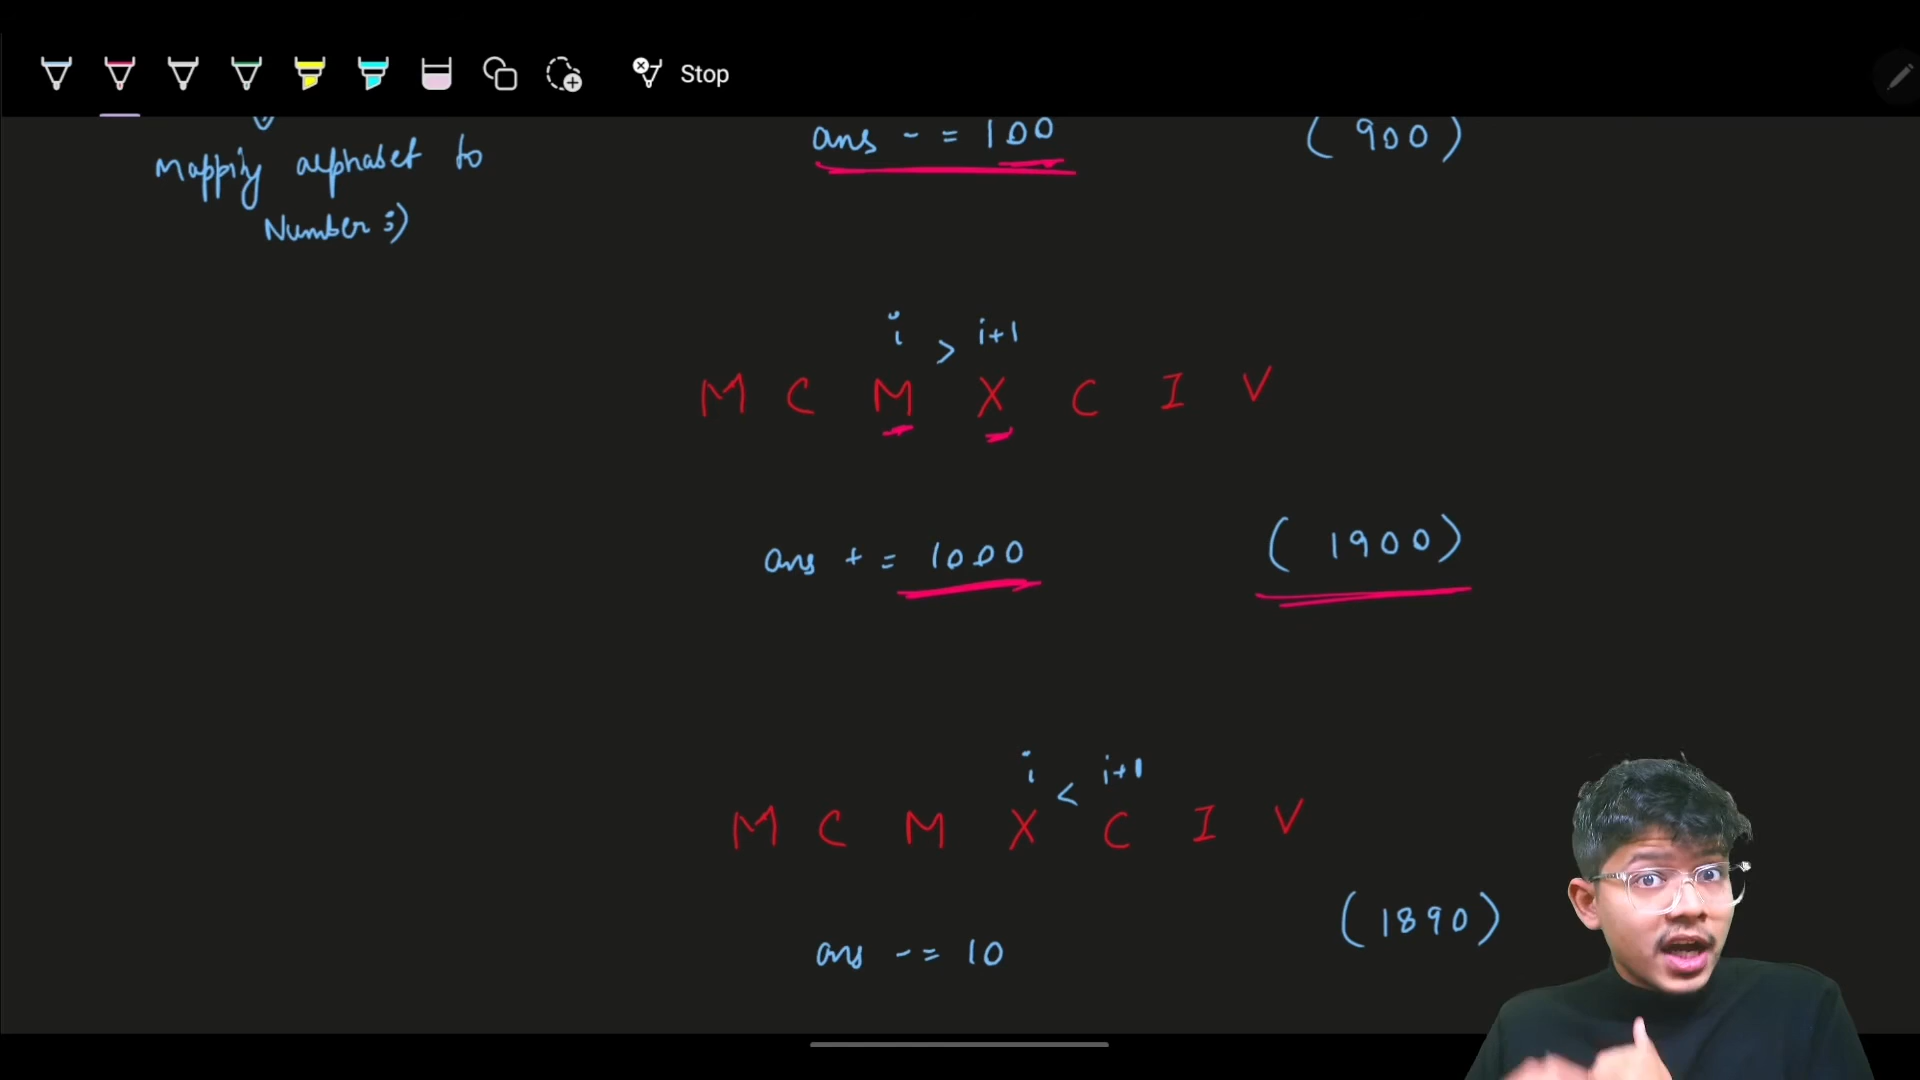 Stop
Mapping alphabet to
Number :)
ans - = 100
( 900 )
i > i+1
M C M X C I V
ans + = 1000
( 1900 )
i < i+1
M C M X C I V
ans - = 10
( 1890 )